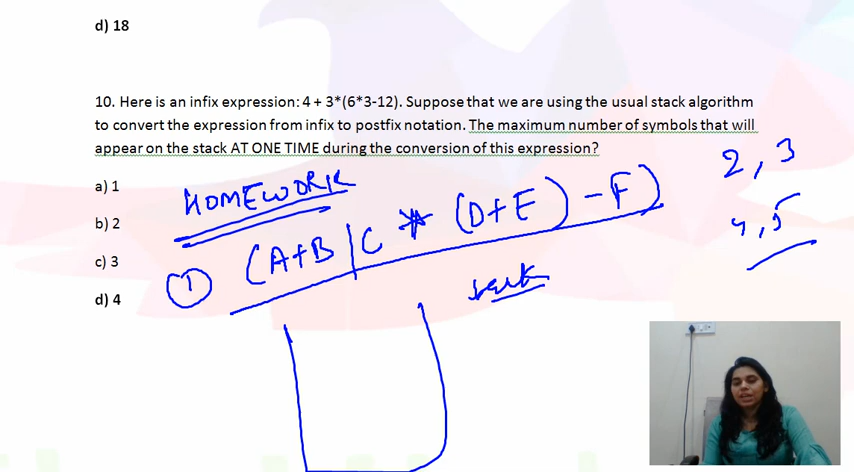 d) 18
10. Here is an infix expression: 4 + 3*(6*3-12). Suppose that we are using the usual stack algorithm
to convert the expression from infix to postfix notation. The maximum number of symbols that will
appear on the stack AT ONE TIME during the conversion of this expression?
a) 1
HOMEWORK
2, 3
b) 2
c) 3
① (A+B/C * (D+E) - F)
d) 4